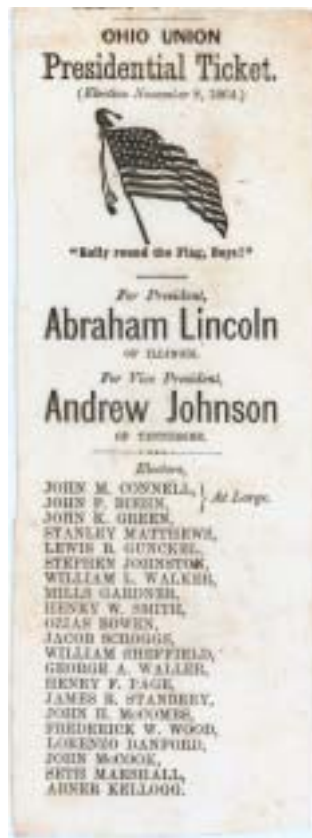 OHIO UNION
Presidential Ticket.
(Election November 8, 1864.)
"Rally round the Flag, Boys!"
For President,
Abraham Lincoln
OF ILLINOIS.
For Vice President,
Andrew Johnson
OF TENNESSEE.
Electors,
JOHN M. CONNELL, } At Large.
JOHN P. BIEHN,
JOHN K. GREEN,
STANLEY MATTHEWS,
LEWIS B. GUNCKEL,
STEPHEN JOHNSTON,
WILLIAM L. WALKER,
MILLS GARDNER,
HENRY W. SMITH,
OZIAS BOWEN,
JACOB SCROGGS,
WILLIAM SHEFFIELD,
GEORGE A. WALLER,
HENRY F. PAGE,
JAMES R. STANBERY,
JOHN H. McCOMBS,
FREDERICK W. WOOD,
LORENZO DANFORD,
JOHN McCOOK,
SETH MARSHALL,
ABNER KELLOGG.